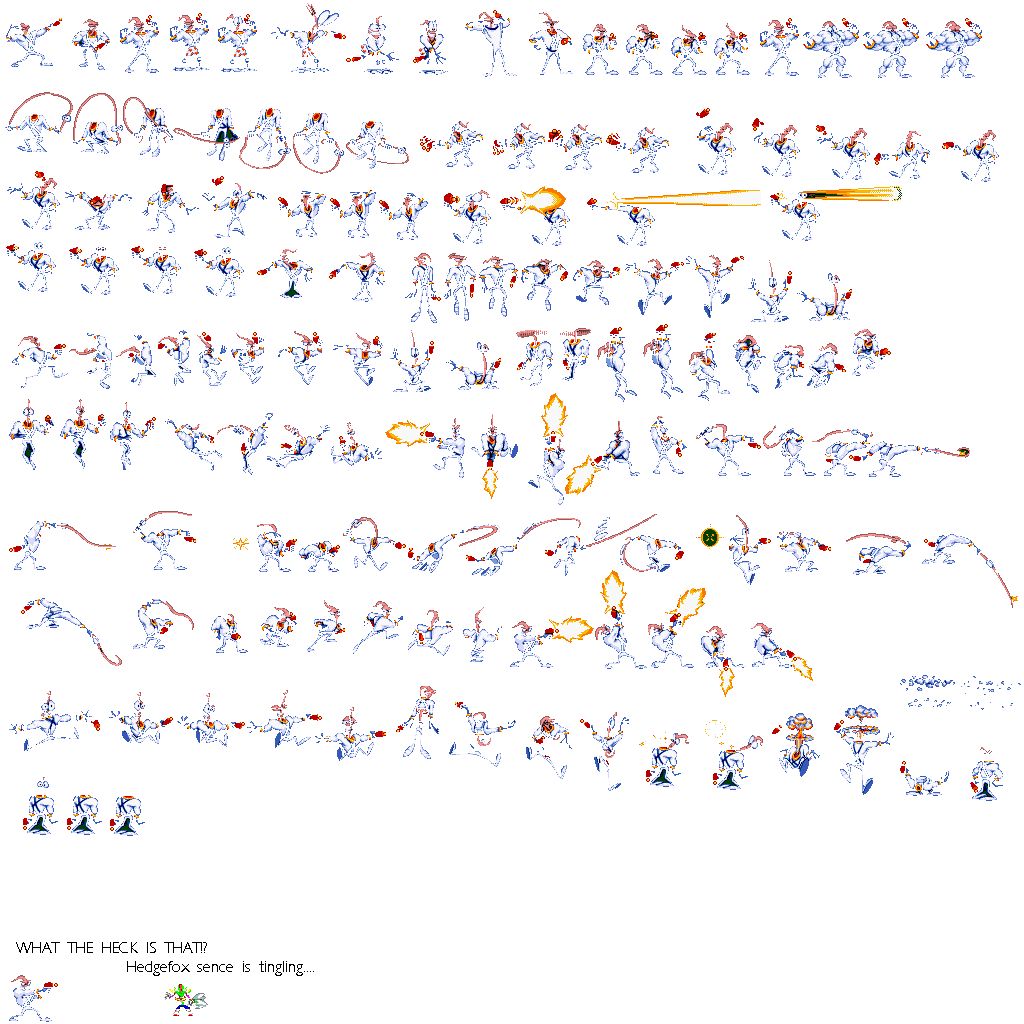 WHAT THE HECK IS THAT!?
Hedgefox sence is tingling....